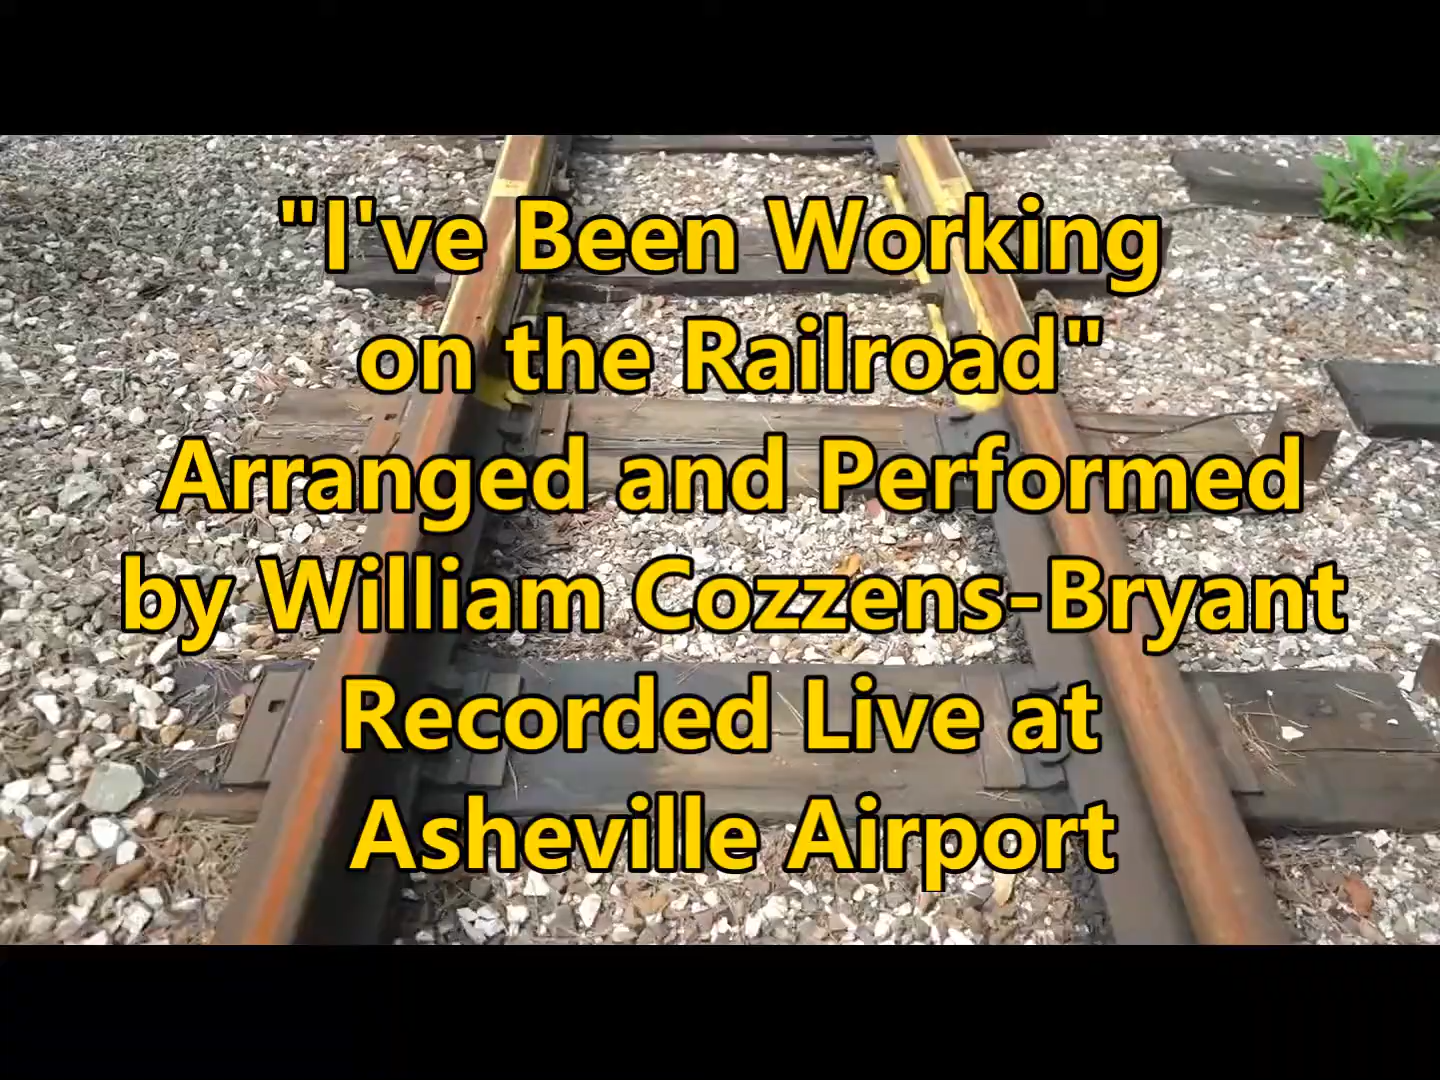 "I've Been Working
on the Railroad"
Arranged and Performed
by William Cozzens-Bryant
Recorded Live at
Asheville Airport